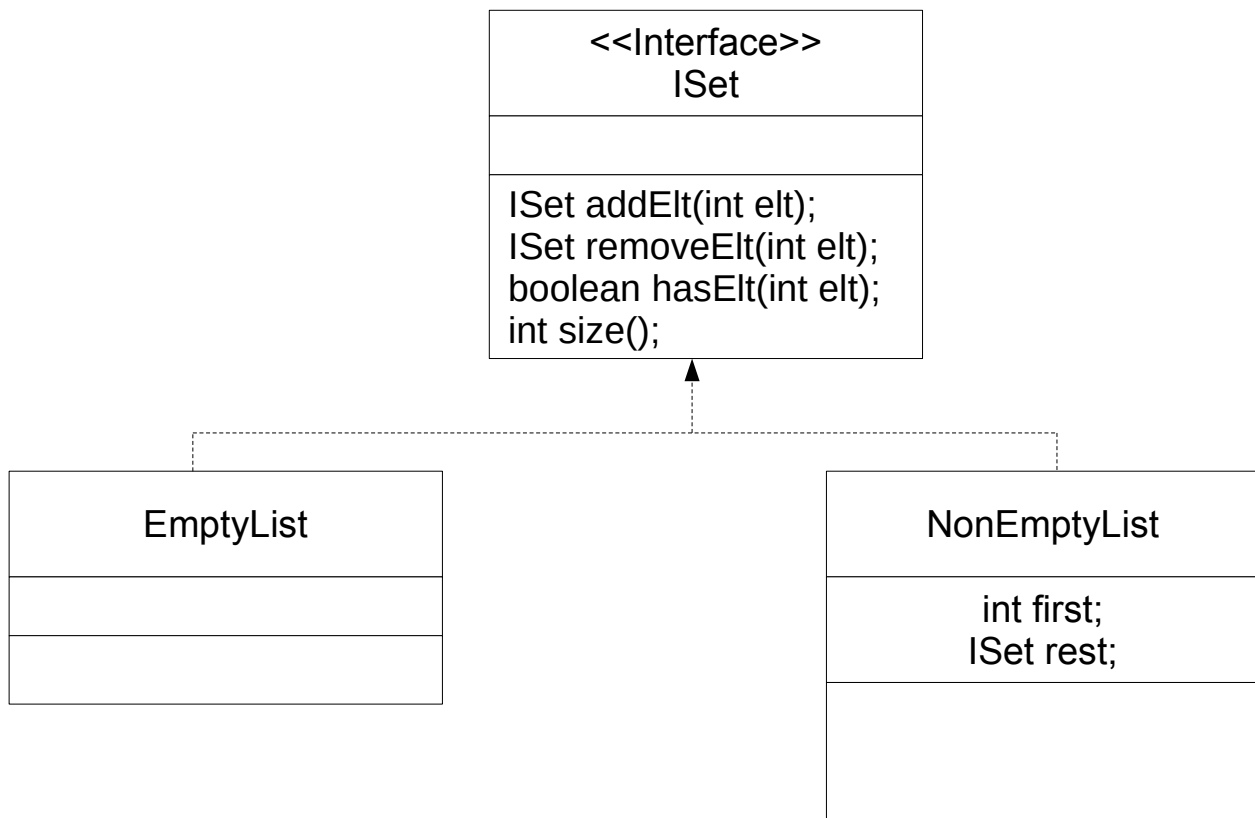 <<Interface>>
ISet
ISet addElt(int elt);
ISet removeElt(int elt);
boolean hasElt(int elt);
int size();
EmptyList
NonEmptyList
int first;
ISet rest;